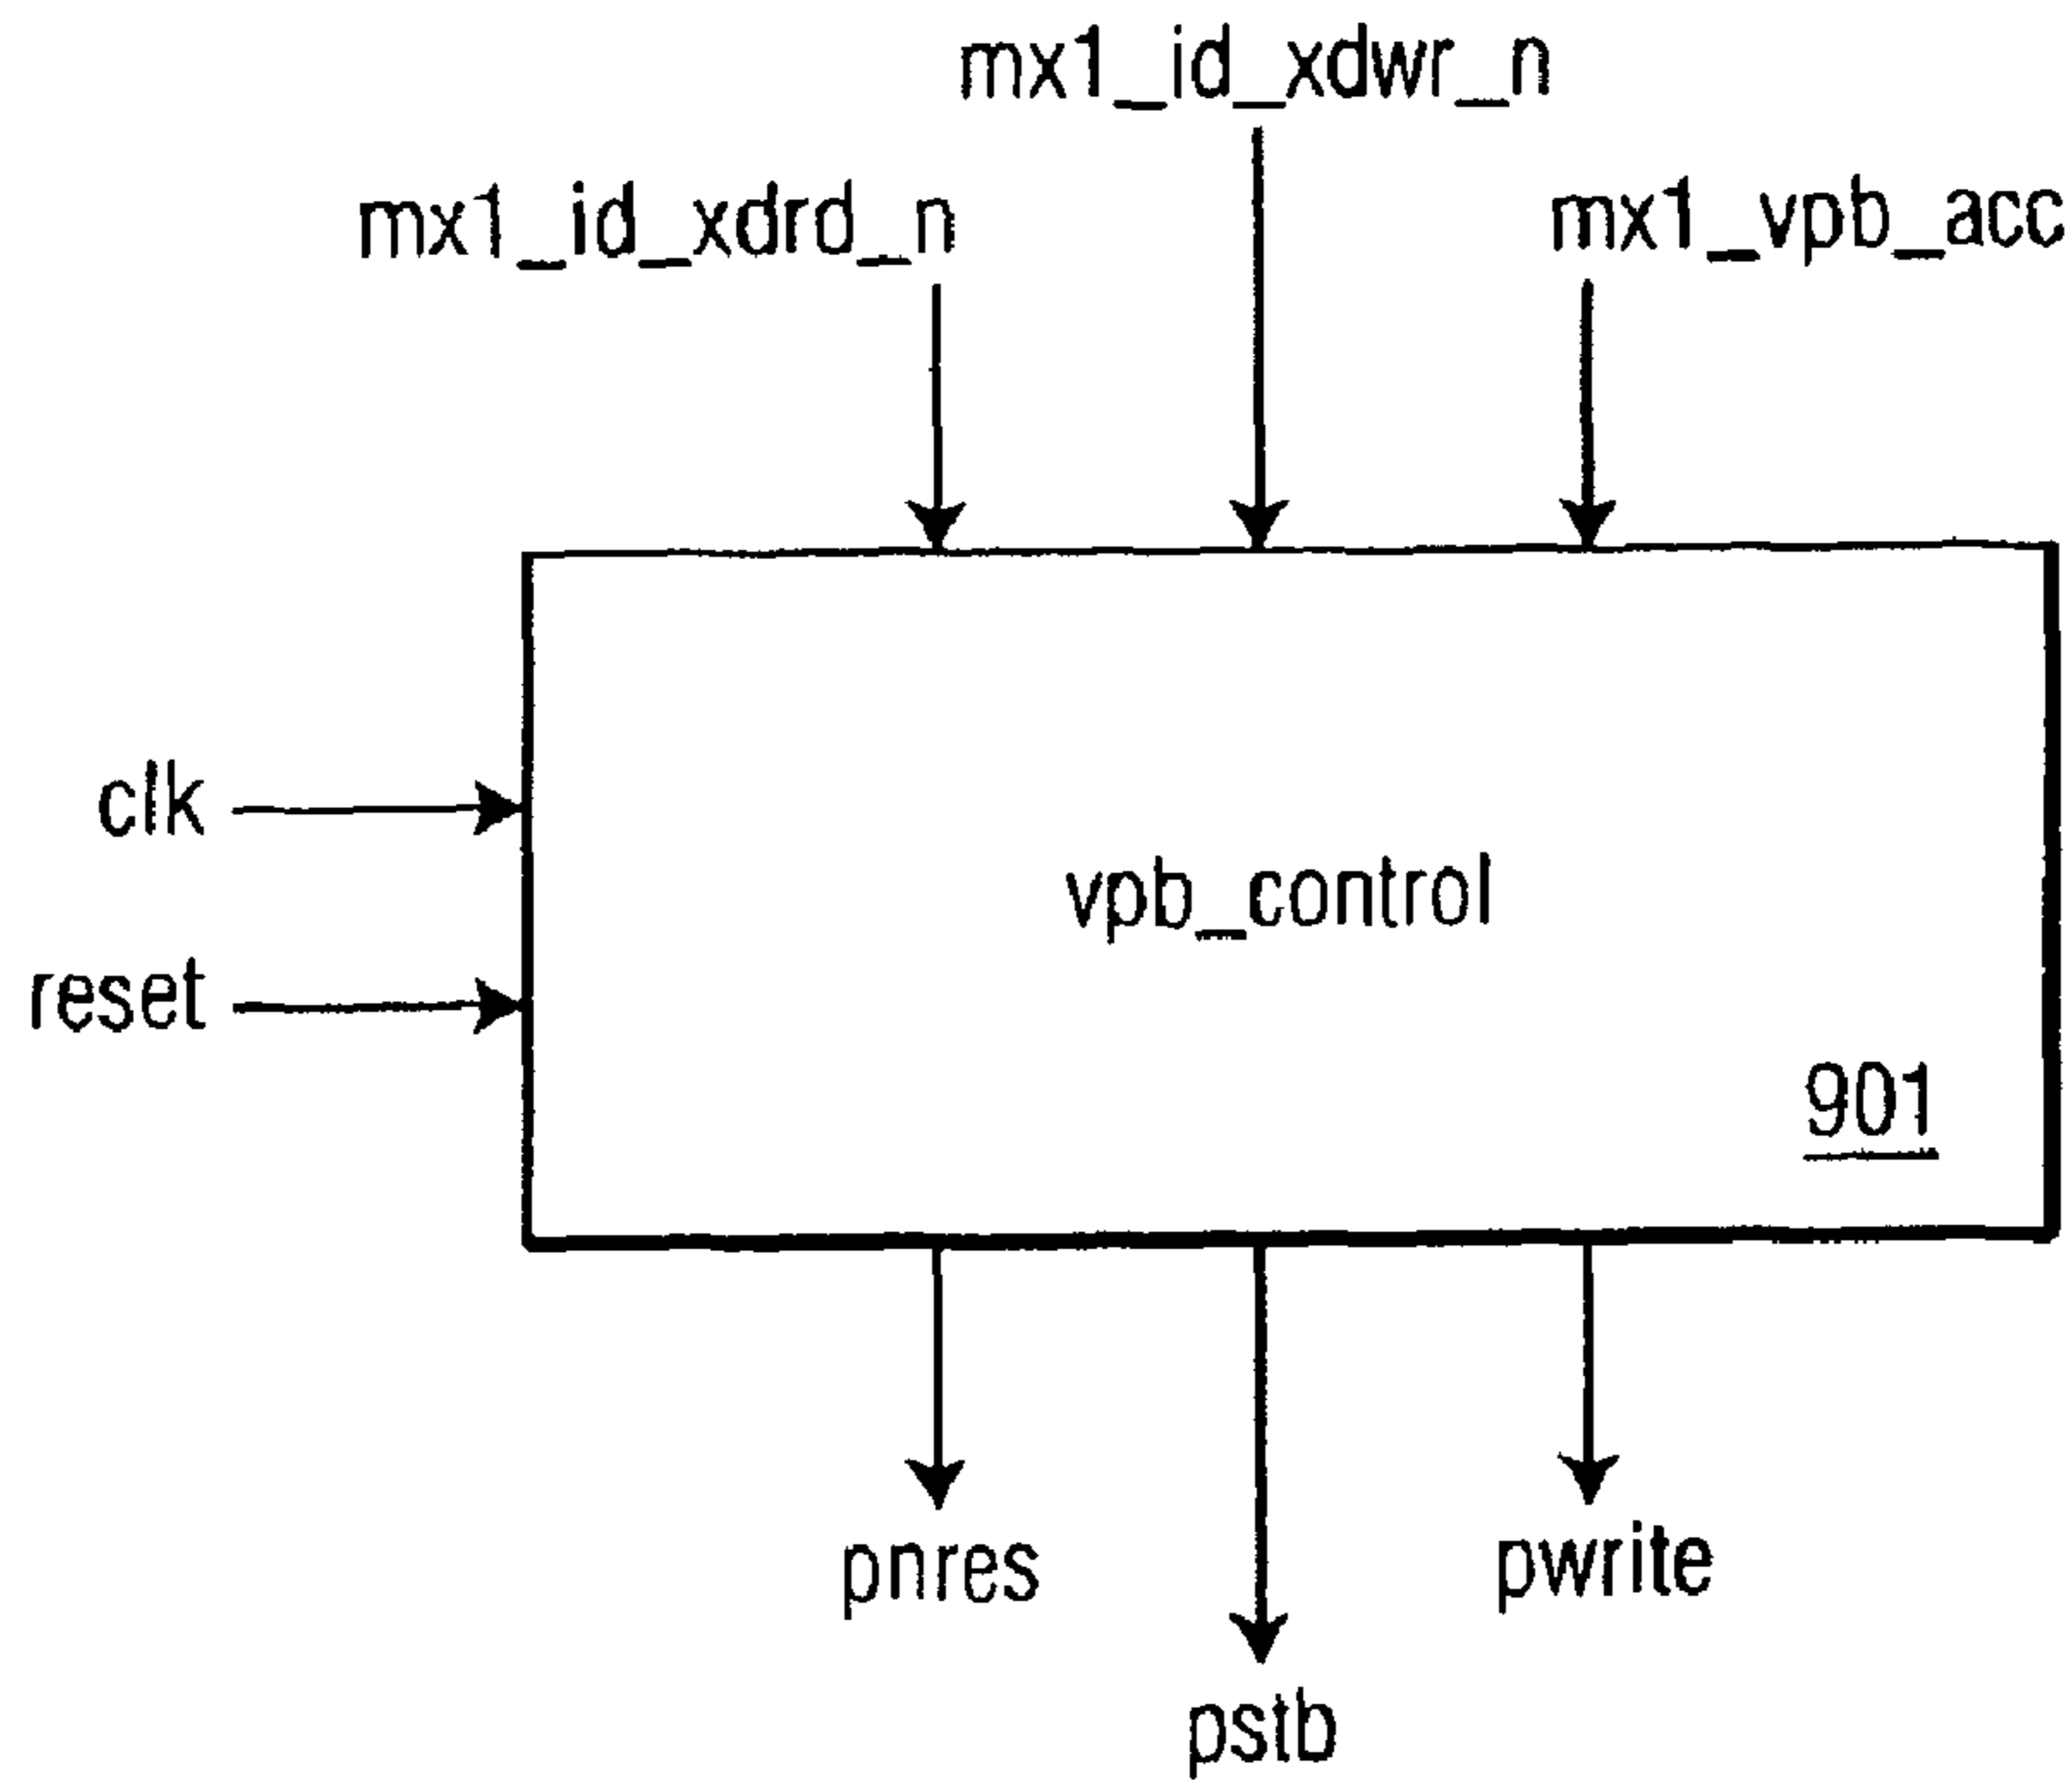 mx1_id_xdwr_n
mx1_id_xdrd_n
mx1_vpb_acc
clk
vpb_control
reset
901
pnres
pwrite
pstb